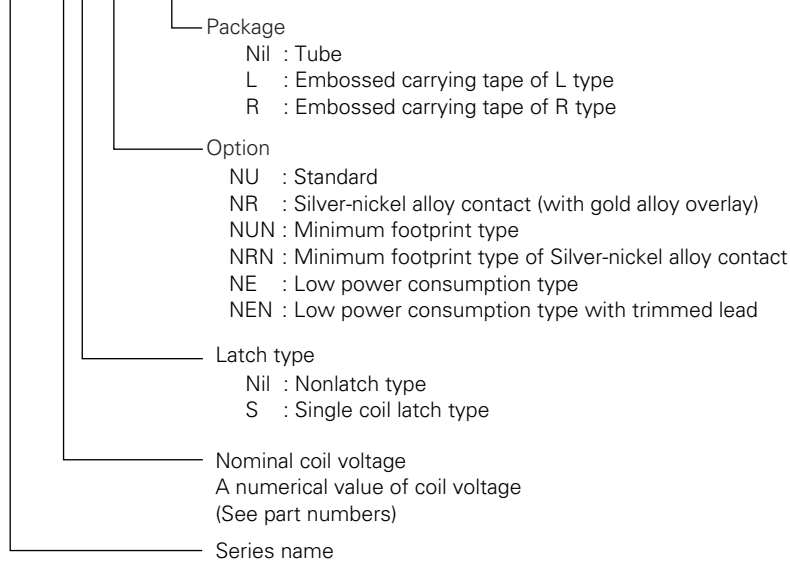 Package
Nil : Tube
L : Embossed carrying tape of L type
R : Embossed carrying tape of R type
Option
NU : Standard
NR : Silver-nickel alloy contact (with gold alloy overlay)
NUN : Minimum footprint type
NRN : Minimum footprint type of Silver-nickel alloy contact
NE : Low power consumption type
NEN : Low power consumption type with trimmed lead
Latch type
Nil : Nonlatch type
S : Single coil latch type
Nominal coil voltage
A numerical value of coil voltage
(See part numbers)
Series name